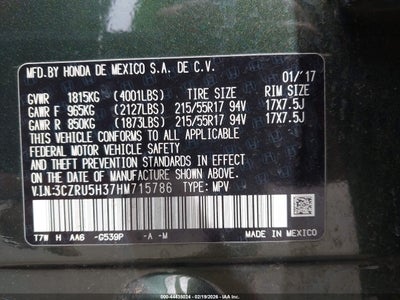 MFD. BY HONDA DE MEXICO S.A. DE C.V.
01/'17
GVWR 1815KG (4001LBS) TIRE SIZE RIM SIZE
GAWR F 965KG (2127LBS) 215/55R17 94V 17X7.5J
GAWR R 850KG (1873LBS) 215/55R17 94V 17X7.5J
THIS VEHICLE CONFORMS TO ALL APPLICABLE
FEDERAL MOTOR VEHICLE SAFETY AND THEFT
PREVENTION STANDARDS IN EFFECT ON
THE DATE OF MANUFACTURE SHOWN ABOVE.
V.I.N.:3CZRU5H37HM715786 TYPE: MPV
T7W H AA6 -G539P -A -M
MADE IN MEXICO
00-44435024 - 02/19/2026 - IAA Inc.